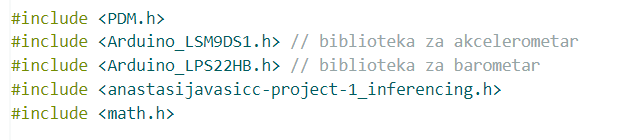 #include <PDM.h>
#include <Arduino_LSM9DS1.h> // biblioteka za akcelerometar
#include <Arduino_LPS22HB.h> // biblioteka za barometar
#include <anastasijavasicc-project-1_inferencing.h>
#include <math.h>